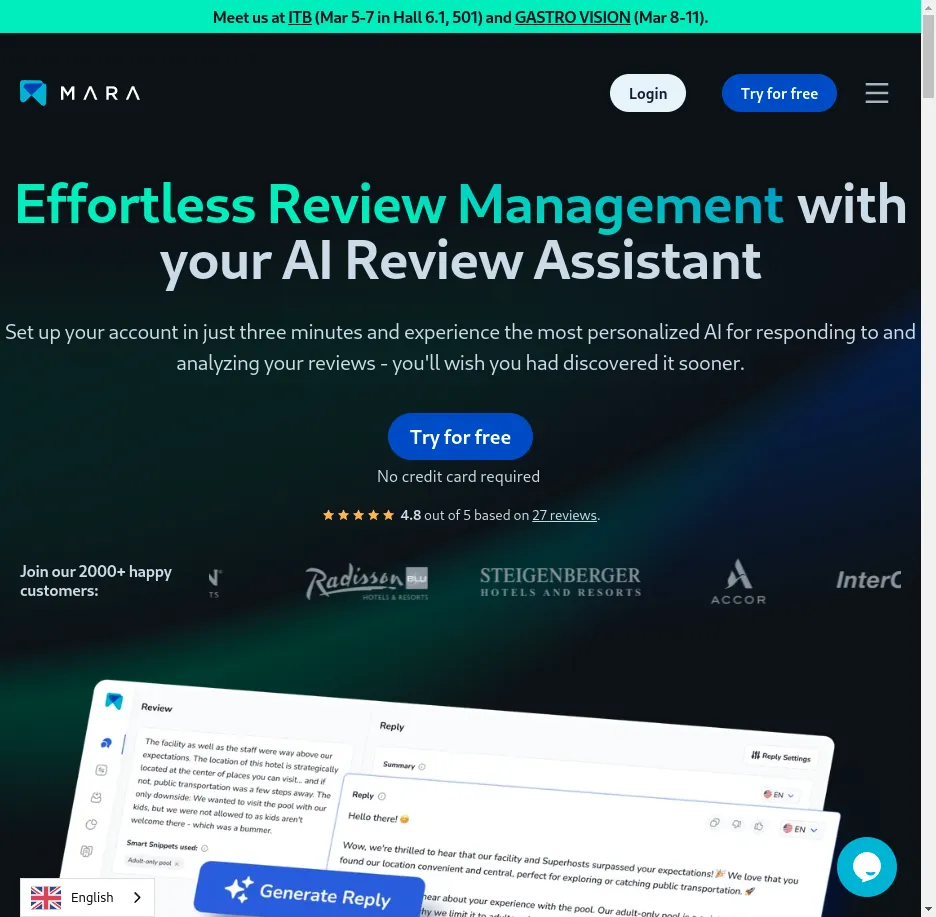 Meet us at ITB (Mar 5-7 in Hall 6.1, 501) and GASTRO VISION (Mar 8-11).
MARA
Login
Try for free
Effortless Review Management with
your AI Review Assistant
Set up your account in just three minutes and experience the most personalized AI for responding to and
analyzing your reviews - you'll wish you had discovered it sooner.
Try for free
No credit card required
4.8 out of 5 based on 27 reviews.
Join our 2000+ happy
customers:
Radisson BLU
HOTELS & RESORTS
STEIGENBERGER
HOTELS AND RESORTS
ACCOR
InterC
Review
Reply
The facility as well as the staff were way above our
expectations. The location of this hotel is strategically
located at the center of places you can visit... and if
not, public transportation was a few steps away. The
only downside: We wanted to visit the pool with our
kids, but we were not allowed to as kids aren't
welcome there - which was a bummer.
Smart Snippets used:
Adult-only pool ×
Summary
Reply Settings
EN
Reply
EN
Hello there!
Wow, we're thrilled to hear that our facility and Superhosts surpassed your expectations! We love that you
found our location convenient and central, perfect for exploring or catching public transportation.
hear about your experience with the pool. Our adult-only pool is
hy we limit it to
Generate Reply
English